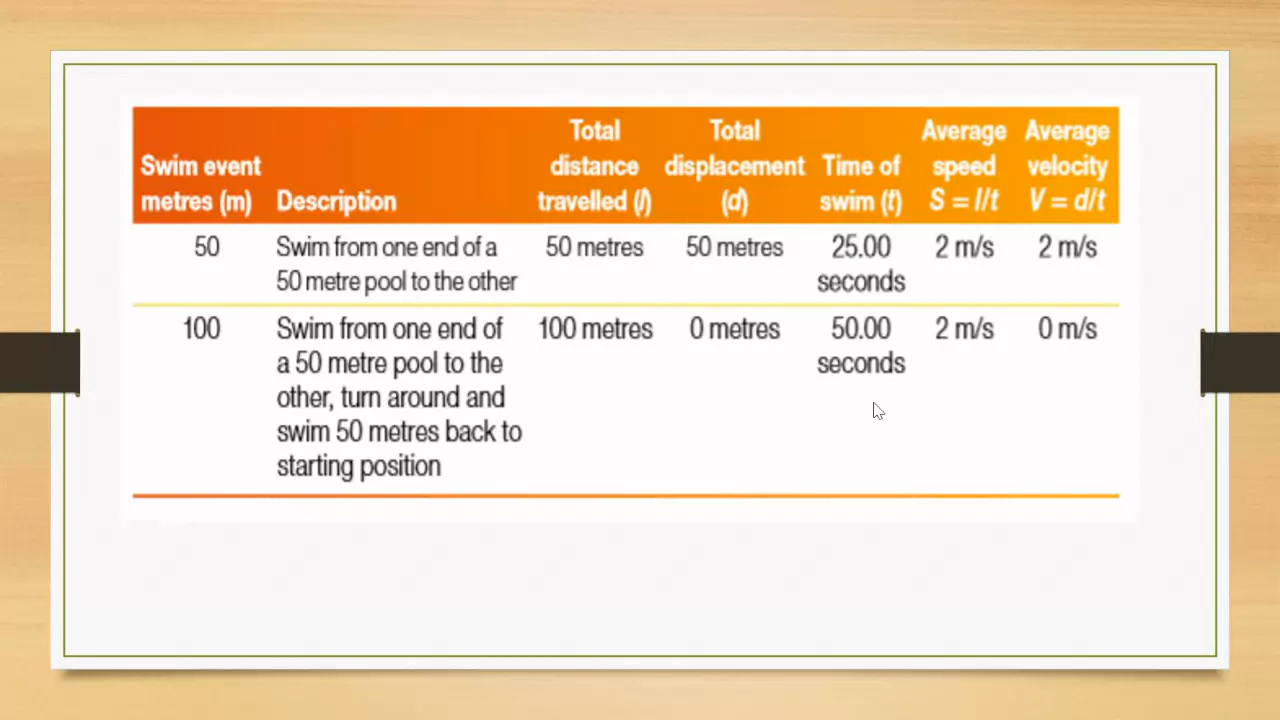 Swim event metres (m) Description Total distance travelled (l) Total displacement (d) Time of swim (t) Average speed S = l/t Average velocity V = d/t
50 Swim from one end of a 50 metres 50 metres 25.00 2 m/s 2 m/s
50 metre pool to the other seconds
100 Swim from one end of 100 metres 0 metres 50.00 2 m/s 0 m/s
a 50 metre pool to the seconds
other, turn around and
swim 50 metres back to
starting position